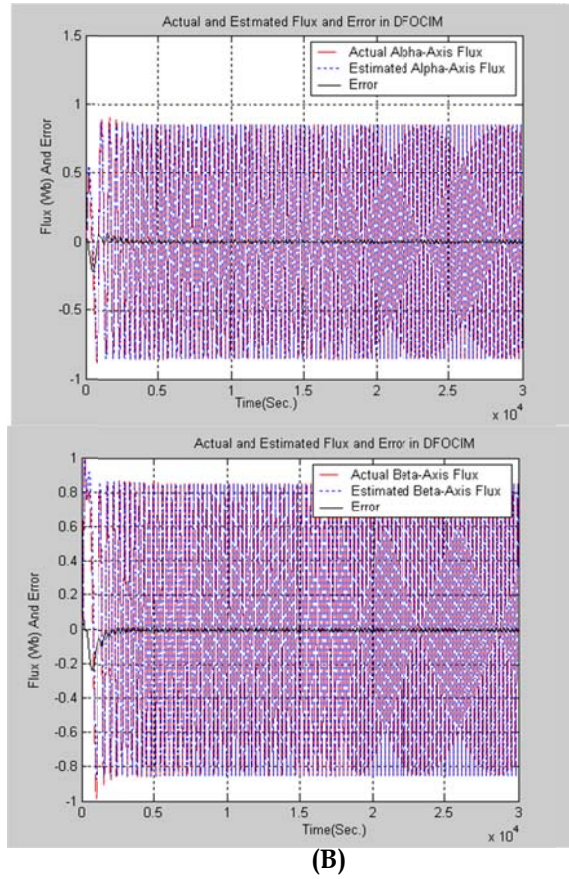 Actual and Estmated Flux and Error in DFOCIM
1.5
Actual Alpha-Axis Flux
Estimated Alpha-Axis Flux
Error
1
0.5
0
-0.5
-1
Flux (Wb) And Error
0 0.5 1 1.5 2 2.5 3
Time(Sec.)
x 10^4
Actual and Estimated Flux and Error in DFOCIM
1
Actual Beta-Axis Flux
Estimated Beta-Axis Flux
Error
0.8
0.6
0.4
0.2
0
-0.2
-0.4
-0.6
-0.8
-1
Flux (Wb) And Error
0 0.5 1 1.5 2 2.5 3
Time(Sec.)
x 10^4
(B)